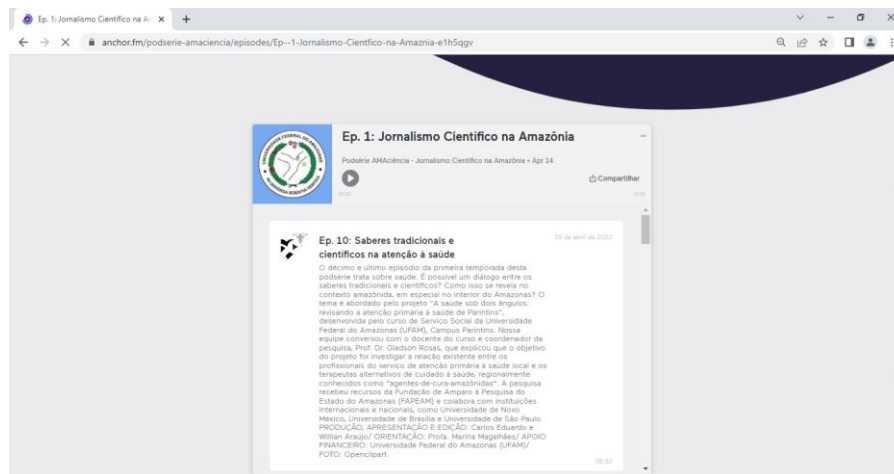 Ep. 1: Jornalismo Científico na A
anchor.fm/podserie-amaciencia/episodes/Ep--1-Jornalismo-Cientfico-na-Amaznia-e1h5qgv
Ep. 1: Jornalismo Científico na Amazônia
Podsérie AMAciência - Jornalismo Científico na Amazônia • Apr 14
Compartilhar
Ep. 10: Saberes tradicionais e
científicos na atenção à saúde
29 de abril de 2022
O décimo e último episódio da primeira temporada desta
podsérie trata sobre saúde. É possível um diálogo entre os
saberes tradicionais e científicos? Como isso se revela no
contexto amazônida, em especial no interior do Amazonas? O
tema é abordado pelo projeto "A saúde sob dois ângulos:
revisando a atenção primária à saúde de Parintins",
desenvolvida pelo curso de Serviço Social da Universidade
Federal do Amazonas (UFAM), Campus Parintins. Nossa
equipe conversou com o docente do curso e coordenador da
pesquisa, Prof. Dr. Gladson Rosas, que explicou que o objetivo
do projeto foi investigar a relação existente entre os
profissionais do serviço de atenção primária à saúde local e os
terapeutas alternativos de cuidado à saúde, regionalmente
conhecidos como "agentes-de-cura-amazônidas". A pesquisa
recebeu recursos da Fundação de Amparo à Pesquisa do
Estado do Amazonas (FAPEAM) e colabora com instituições
internacionais e nacionais, como Universidade de Novo
México, Universidade de Brasília e Universidade de São Paulo.
PRODUÇÃO, APRESENTAÇÃO E EDIÇÃO: Carlos Eduardo e
Willian Araújo/ ORIENTAÇÃO: Profa. Marina Magalhães/ APOIO
FINANCEIRO: Universidade Federal do Amazonas (UFAM)/
FOTO: Openclipart
08:33